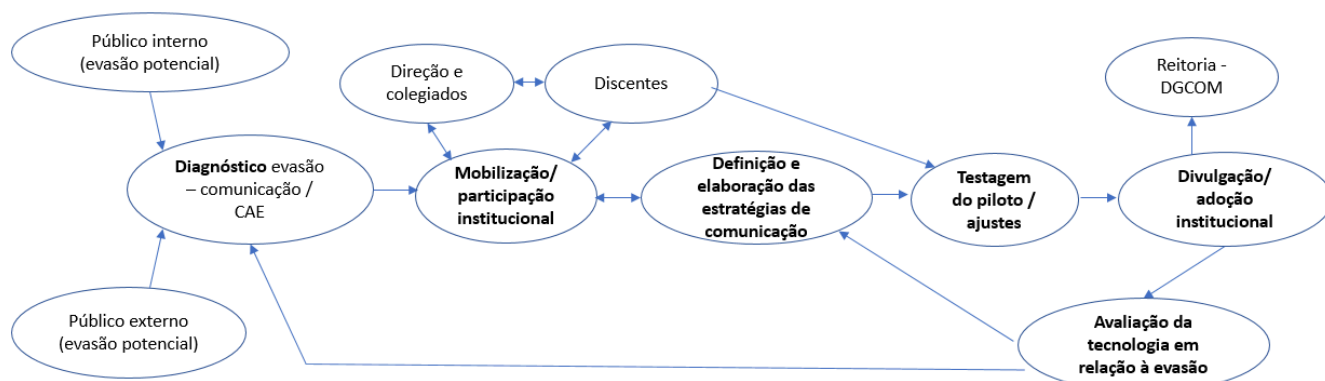 Público interno
(evasão potencial)
Direção e
colegiados
Discentes
Reitoria -
DGCOM
Diagnóstico evasão
– comunicação /
CAE
Mobilização/
participação
institucional
Definição e
elaboração das
estratégias de
comunicação
Testagem
do piloto /
ajustes
Divulgação/
adoção
institucional
Público externo
(evasão potencial)
Avaliação da
tecnologia em
relação à evasão